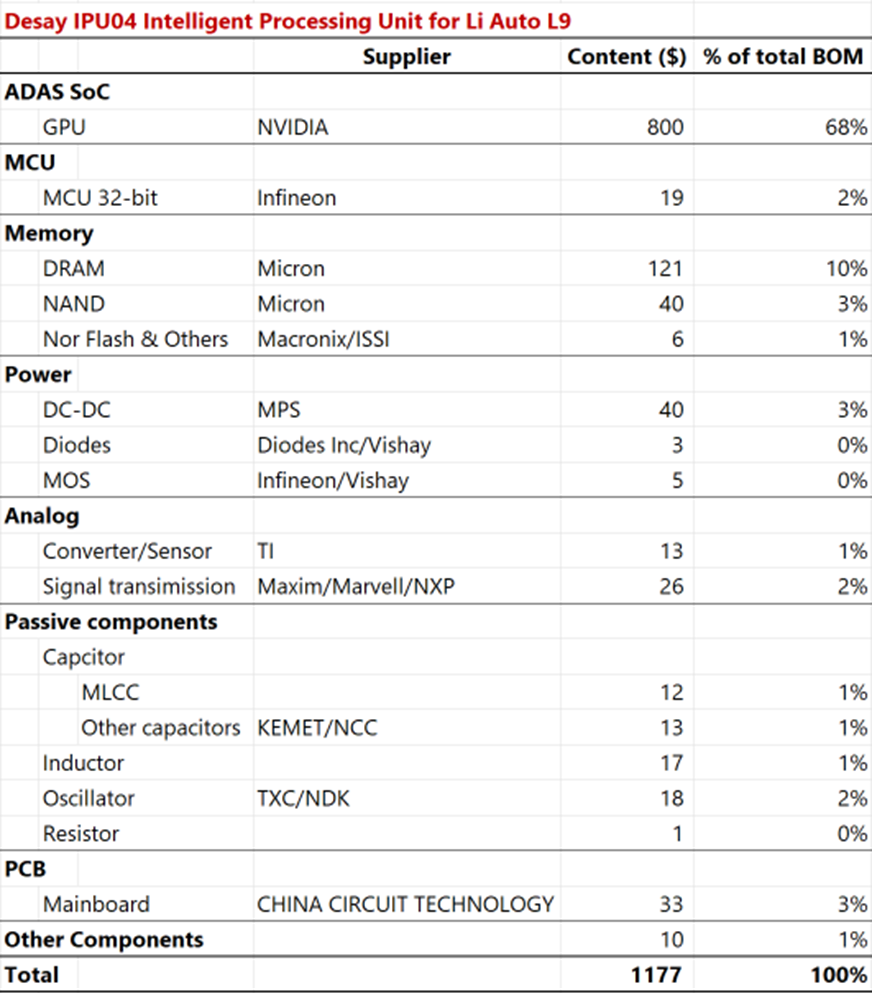 Desay IPU04 Intelligent Processing Unit for Li Auto L9
Supplier Content ($) % of total BOM
ADAS SoC
GPU NVIDIA 800 68%
MCU
MCU 32-bit Infineon 19 2%
Memory
DRAM Micron 121 10%
NAND Micron 40 3%
Nor Flash & Others Macronix/ISSI 6 1%
Power
DC-DC MPS 40 3%
Diodes Diodes Inc/Vishay 3 0%
MOS Infineon/Vishay 5 0%
Analog
Converter/Sensor TI 13 1%
Signal transimission Maxim/Marvell/NXP 26 2%
Passive components
Capcitor
MLCC 12 1%
Other capacitors KEMET/NCC 13 1%
Inductor 17 1%
Oscillator TXC/NDK 18 2%
Resistor 1 0%
PCB
Mainboard CHINA CIRCUIT TECHNOLOGY 33 3%
Other Components 10 1%
Total 1177 100%